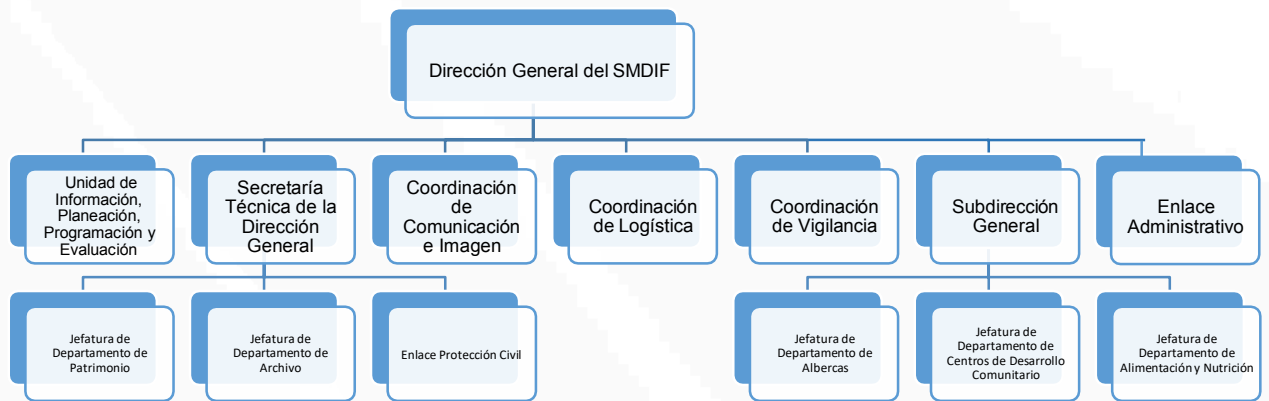 Dirección General del SMDIF
Unidad de
Información,
Planeación,
Programación y
Evaluación
Secretaría
Técnica de la
Dirección
General
Coordinación
de
Comunicación
e Imagen
Coordinación
de Logística
Coordinación
de Vigilancia
Subdirección
General
Enlace
Administrativo
Jefatura de
Departamento de
Patrimonio
Jefatura de
Departamento de
Archivo
Enlace Protección Civil
Jefatura de
Departamento de
Albercas
Jefatura de
Departamento de
Centros de Desarrollo
Comunitario
Jefatura de
Departamento de
Alimentación y Nutrición